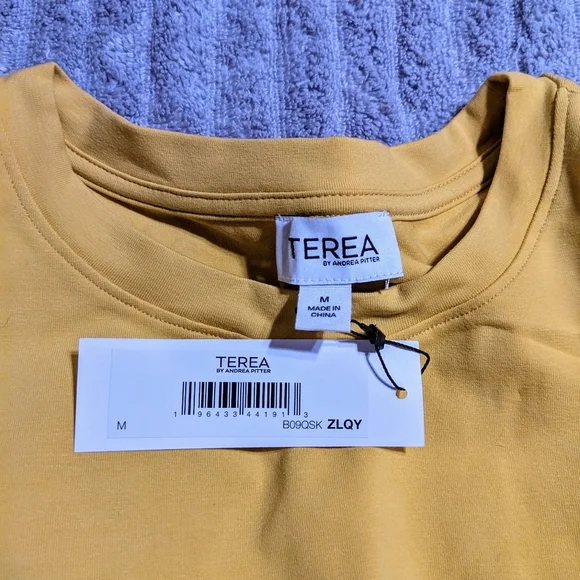 TEREA
BY ANDREA PITTER
M
MADE IN
CHINA
TEREA
BY ANDREA PITTER
1 96433 44191 3
M B09QSK ZLQY